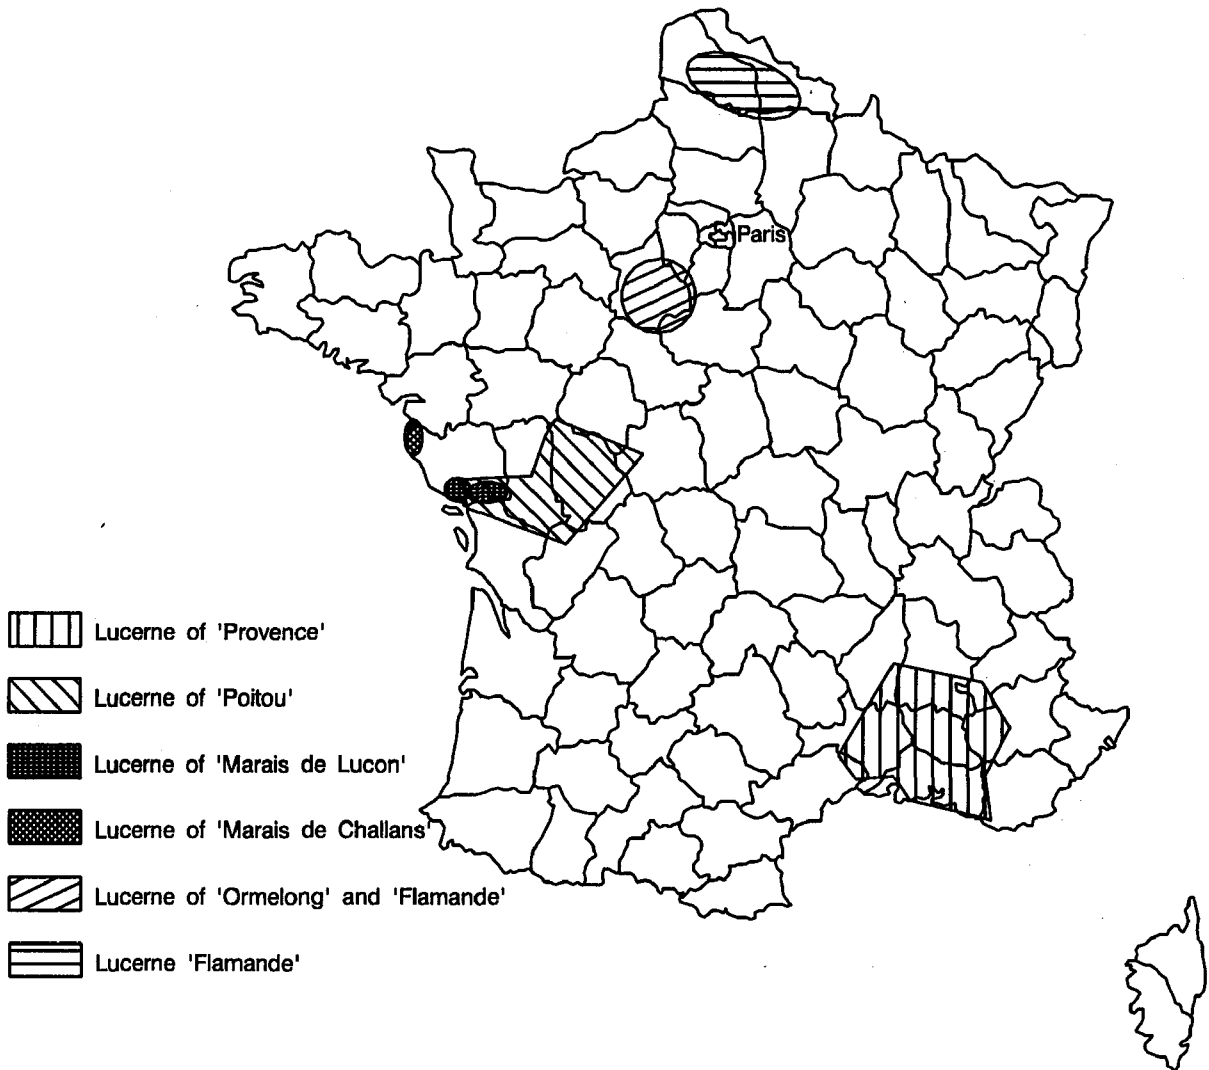 Paris
Lucerne of 'Provence'
Lucerne of 'Poitou'
Lucerne of 'Marais de Lucon'
Lucerne of 'Marais de Challans'
Lucerne of 'Ormelong' and 'Flamande'
Lucerne 'Flamande'